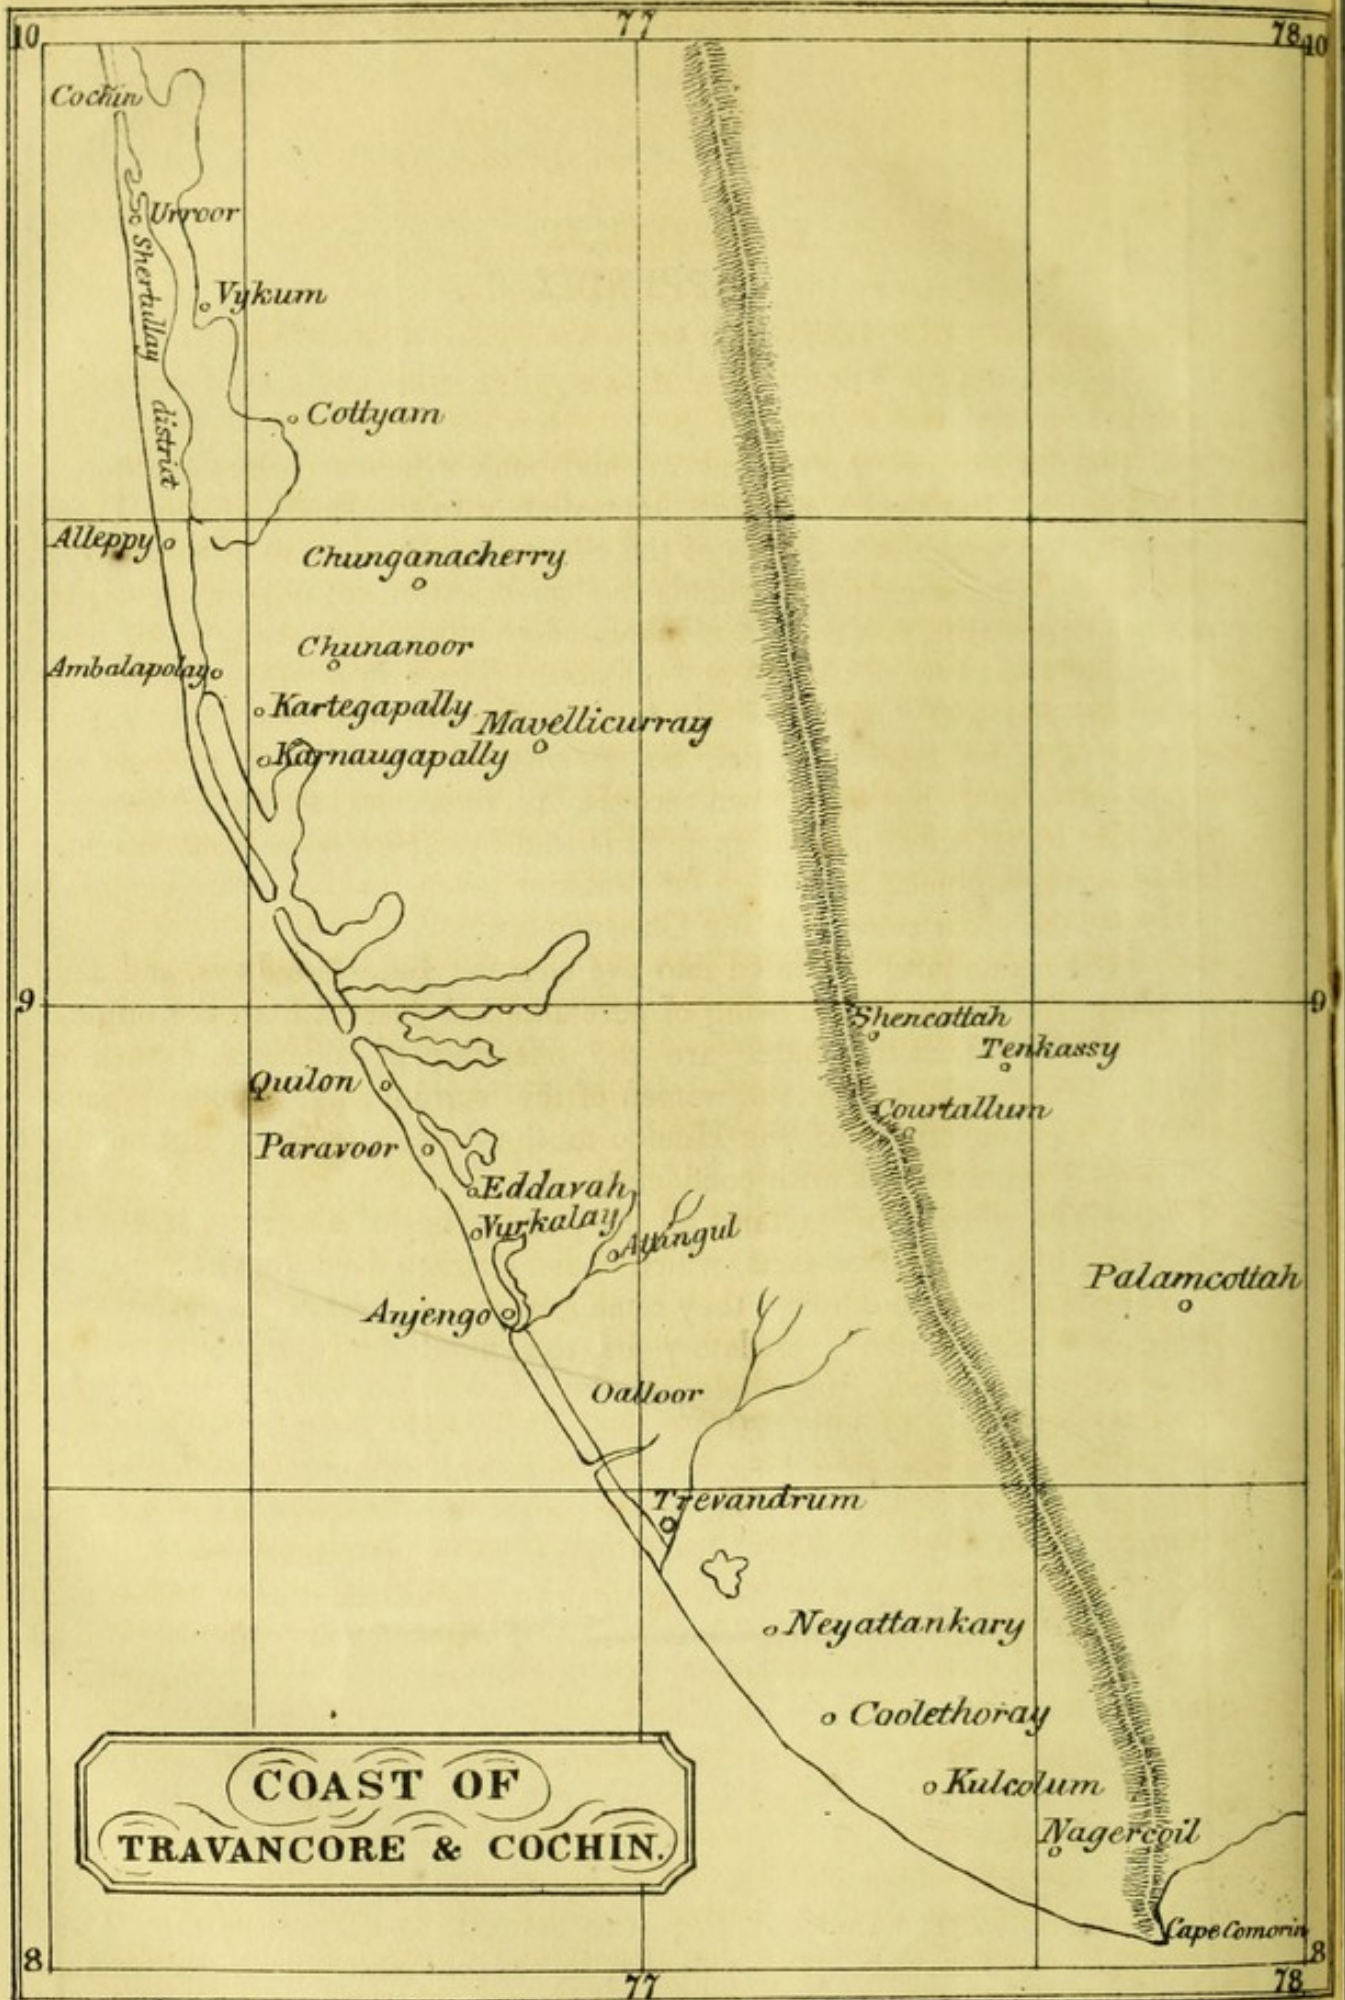 10
77
78
10
Cochin
Urroor
Shertullay
district
Vykum
Cottyam
Alleppy
Chunganacherry
Chunanoor
Ambalapolay
Kartegapally
Mavellicurray
Karnaugapally
9
9
Shencottah
Tenkassy
Quilon
Courtallum
Paravoor
Eddavah
Vurkalay
Attingul
Palamcottah
Anjengo
Oalloor
Trevandrum
Neyattankary
Coolethoray
COAST OF
TRAVANCORE & COCHIN.
Kulcolum
Nagercoil
Cape Comorin
8
8
77
78